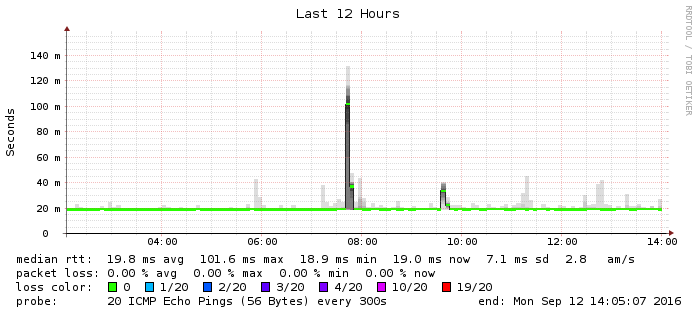 Last 12 Hours
RRDTOOL / TOBI OETIKER
Seconds
140 m
120 m
100 m
80 m
60 m
40 m
20 m
0
04:00 06:00 08:00 10:00 12:00 14:00
median rtt: 19.8 ms avg 101.6 ms max 18.9 ms min 19.0 ms now 7.1 ms sd 2.8 am/s
packet loss: 0.00 % avg 0.00 % max 0.00 % min 0.00 % now
loss color: 0 1/20 2/20 3/20 4/20 10/20 19/20
probe: 20 ICMP Echo Pings (56 Bytes) every 300s end: Mon Sep 12 14:05:07 2016